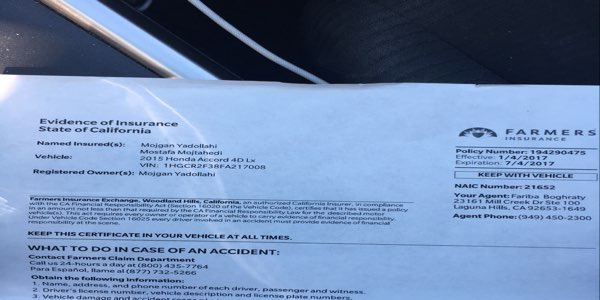 Evidence of Insurance
State of California
Named Insured(s): Mojgan Yadollahi
Mostafa Mojtahedi
Vehicle: 2015 Honda Accord 4D Lx
VIN: 1HGCR2F38FA217008
Registered Owner(s): Mojgan Yadollahi
FARMERS
INSURANCE
Policy Number: 194290475
Effective: 1/4/2017
Expiration: 7/4/2017
KEEP WITH VEHICLE
NAIC Number: 21652
Your Agent: Fariba Boghraty
23161 Mill Creek Dr Ste 100
Laguna Hills, CA 92653-1649
Agent Phone: (949) 450-2300
Farmers Insurance Exchange, Woodland Hills, California, an authorized California insurer, in compliance
with the CA Financial Responsibility Act (Section 16020 of the Vehicle Code), certifies that it has issued a policy
in an amount not less than that required by the CA Financial Responsibility Law for the described motor
vehicle(s). This act requires every owner or operator of a vehicle to carry evidence of financial responsibility.
Under Vehicle Code Section 16025 every driver involved in an accident must provide evidence of financial
responsibility at the scene.
KEEP THIS CERTIFICATE IN YOUR VEHICLE AT ALL TIMES.
WHAT TO DO IN CASE OF AN ACCIDENT:
Contact Farmers Claim Department
Call us 24-hours a day at (800) 435-7764
Para Español, llame al (877) 732-5266
Obtain the following information:
1. Name, address, and phone number of each driver, passenger and witness.
2. Driver's license number, vehicle description and license plate numbers.
3. Vehicle damage and accident